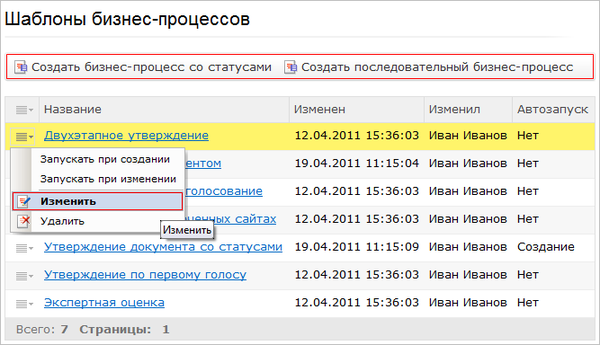 Шаблоны бизнес-процессов
Создать бизнес-процесс со статусами Создать последовательный бизнес-процесс
Название Изменен Изменил Автозапуск
Двухэтапное утверждение 12.04.2011 15:36:03 Иван Иванов Нет
Запускать при создании ентом 19.04.2011 11:15:04 Иван Иванов Нет
Запускать при изменении
Изменить голосование 12.04.2011 15:36:03 Иван Иванов Нет
Удалить енных сайтах 12.04.2011 15:36:03 Иван Иванов Нет
Изменить
Утверждение документа со статусами 19.04.2011 11:15:09 Иван Иванов Создание
Утверждение по первому голосу 12.04.2011 15:36:03 Иван Иванов Нет
Экспертная оценка 12.04.2011 15:36:03 Иван Иванов Нет
Всего: 7 Страницы: 1